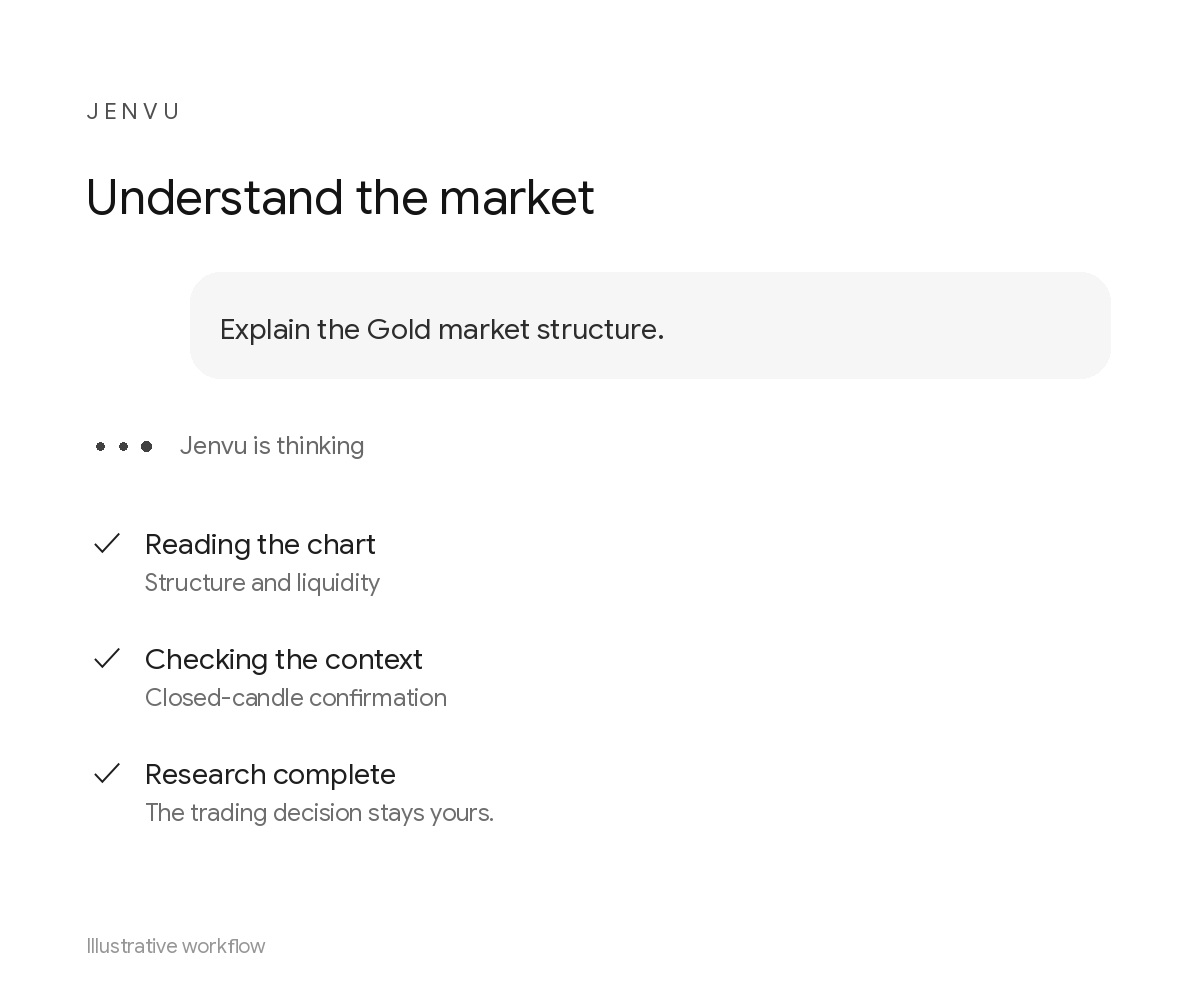 JENVU
Understand the market
Explain the Gold market structure.
Jenvu is thinking
Reading the chart
Structure and liquidity
Checking the context
Closed-candle confirmation
Research complete
The trading decision stays yours.
Illustrative workflow